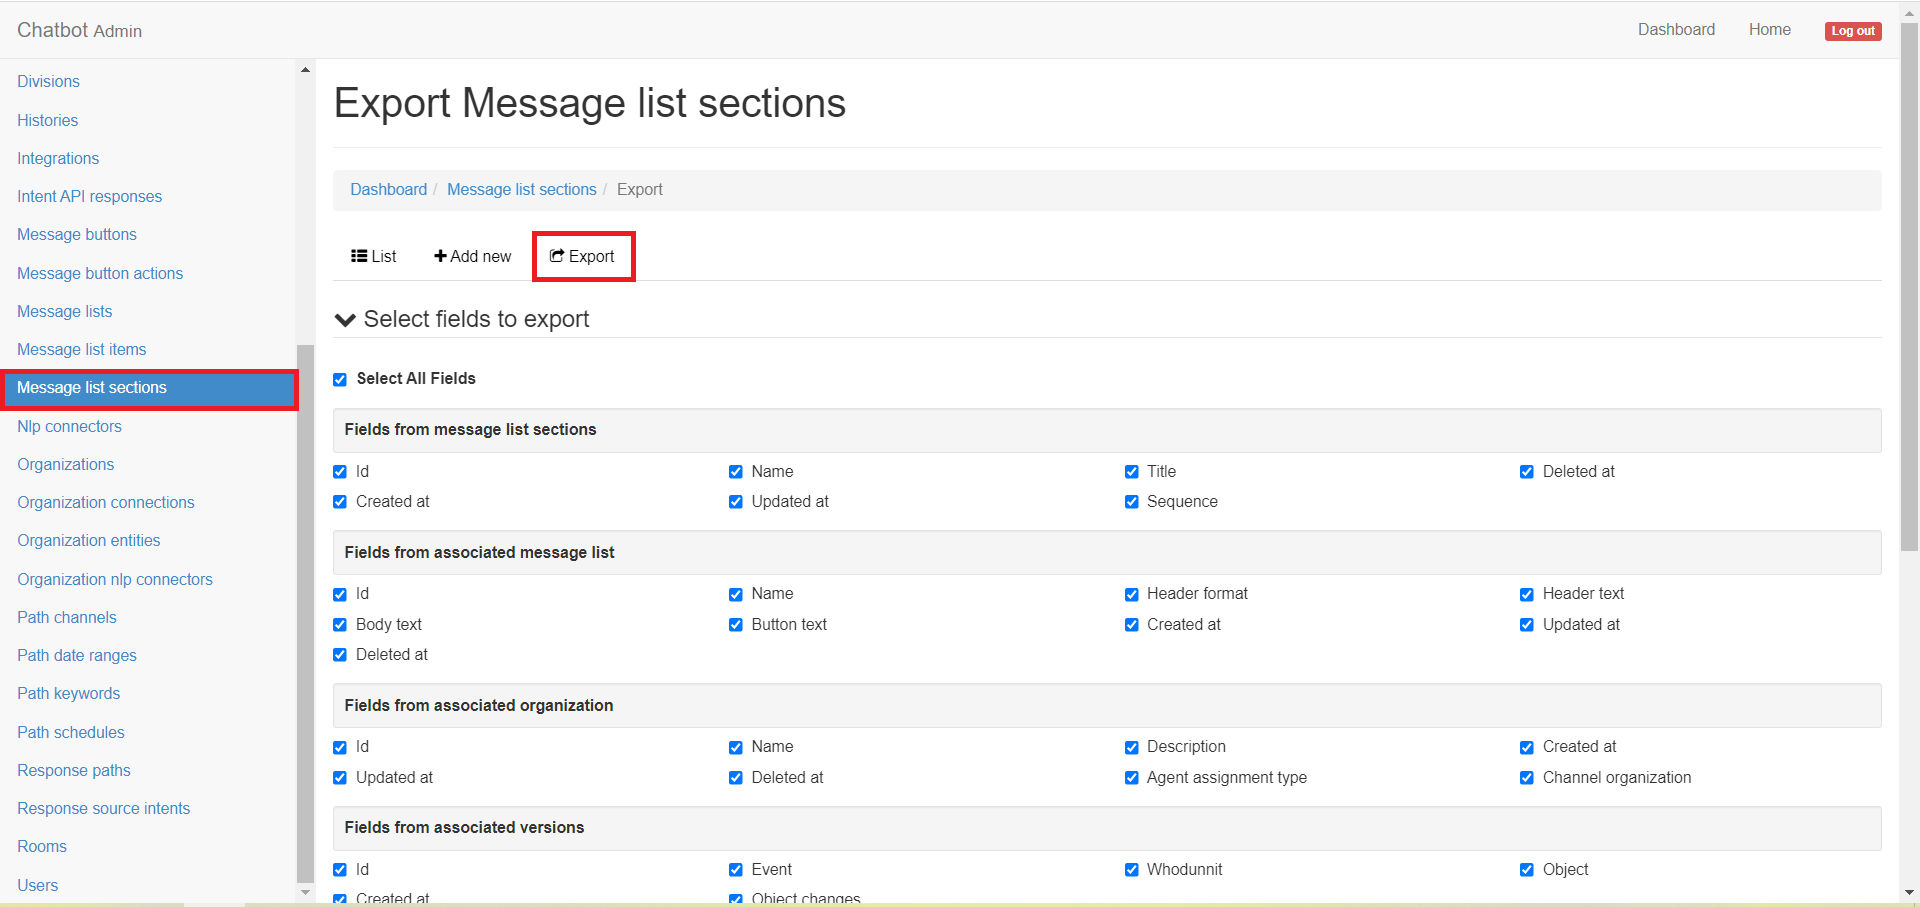 Chatbot Admin
Dashboard Home Log out
Divisions
Histories
Integrations
Intent API responses
Message buttons
Message button actions
Message lists
Message list items
Message list sections
Nlp connectors
Organizations
Organization connections
Organization entities
Organization nlp connectors
Path channels
Path date ranges
Path keywords
Path schedules
Response paths
Response source intents
Rooms
Users
Export Message list sections
Dashboard / Message list sections / Export
List Add new Export
Select fields to export
Select All Fields
Fields from message list sections
Id Name Title Deleted at
Created at Updated at Sequence
Fields from associated message list
Id Name Header format Header text
Body text Button text Created at Updated at
Deleted at
Fields from associated organization
Id Name Description Created at
Updated at Deleted at Agent assignment type Channel organization
Fields from associated versions
Id Event Whodunnit Object
Created at Object changes